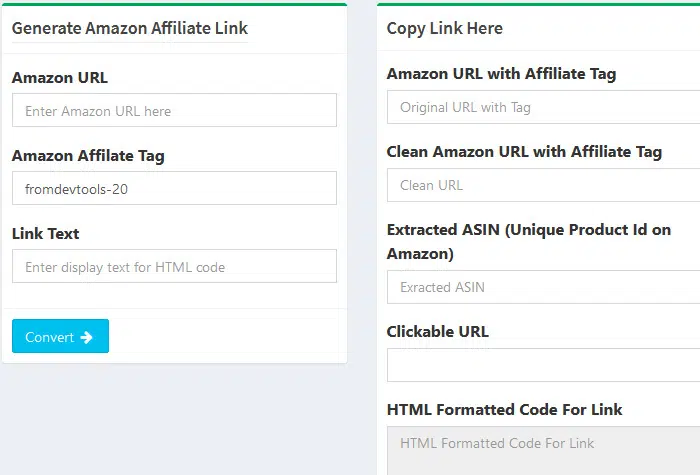 Generate Amazon Affiliate Link
Amazon URL
Enter Amazon URL here
Amazon Affilate Tag
fromdevtools-20
Link Text
Enter display text for HTML code
Convert
Copy Link Here
Amazon URL with Affiliate Tag
Original URL with Tag
Clean Amazon URL with Affiliate Tag
Clean URL
Extracted ASIN (Unique Product Id on
Amazon)
Exracted ASIN
Clickable URL
HTML Formatted Code For Link
HTML Formatted Code For Link